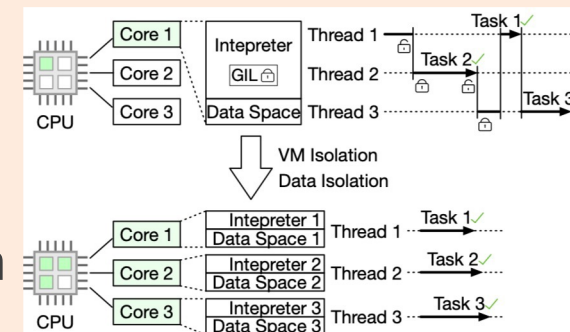 Core 1
Core 2
Core 3
CPU
Intepreter
GIL
Data Space
Thread 1
Thread 2
Thread 3
Task 1
Task 2
Task 3
VM Isolation
Data Isolation
Core 1
Core 2
Core 3
CPU
Intepreter 1
Data Space 1
Intepreter 2
Data Space 2
Intepreter 3
Data Space 3
Thread 1
Thread 2
Thread 3
Task 1
Task 2
Task 3
n